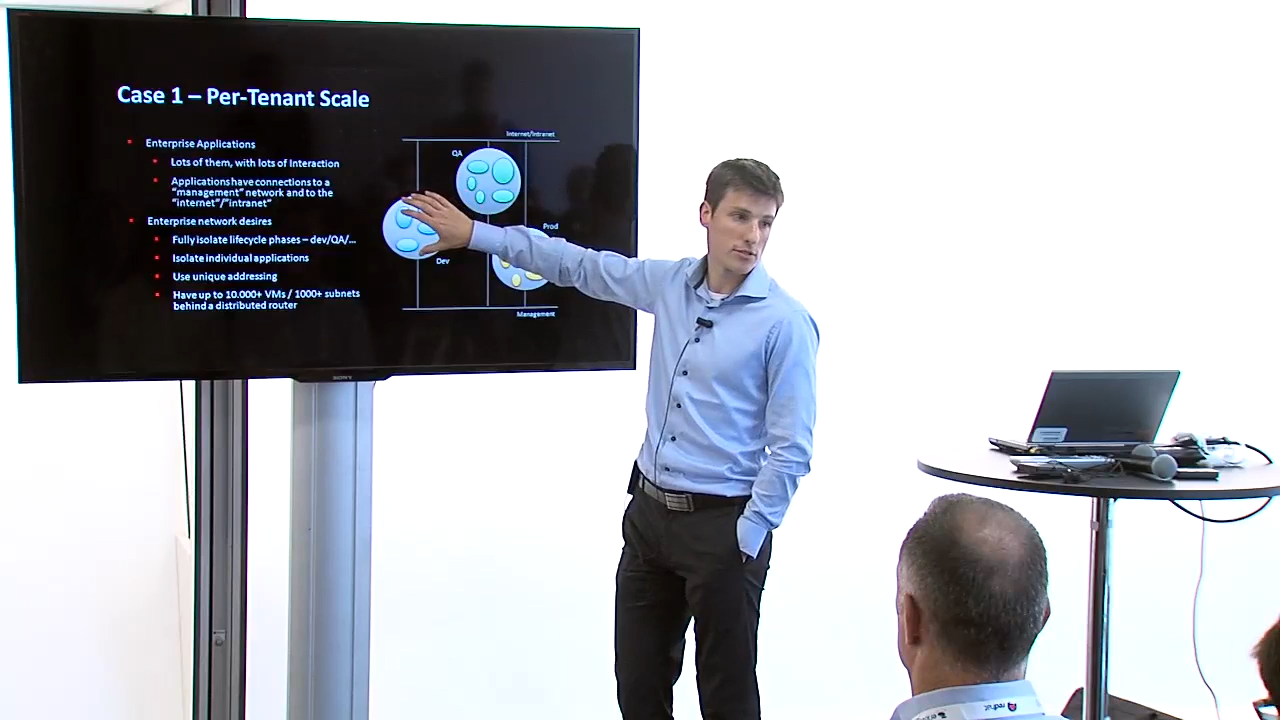 Case 1 – Per-Tenant Scale
Enterprise Applications
Lots of them, with lots of Interaction
Applications have connections to a
“management” network and to the
“internet”/”intranet”
Enterprise network desires
Fully isolate lifecycle phases – dev/QA/…
Isolate individual applications
Use unique addressing
Have up to 10.000+ VMs / 1000+ subnets
behind a distributed router
Internet/Intranet
QA
Prod
Dev
Management
SONY
redhat